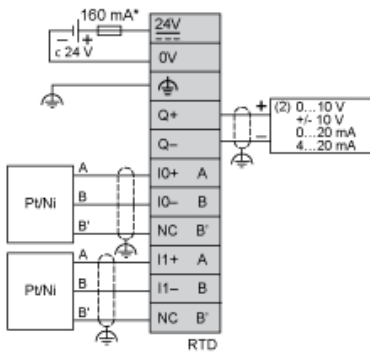 160 mA*
− +
c 24 V
24V
0V
Q+
Q−
I0+ A
I0− B
NC B'
I1+ A
I1− B
NC B'
RTD
+
−
(2) 0...10 V
+/- 10 V
0...20 mA
4...20 mA
Pt/Ni
A
B
B'
Pt/Ni
A
B
B'